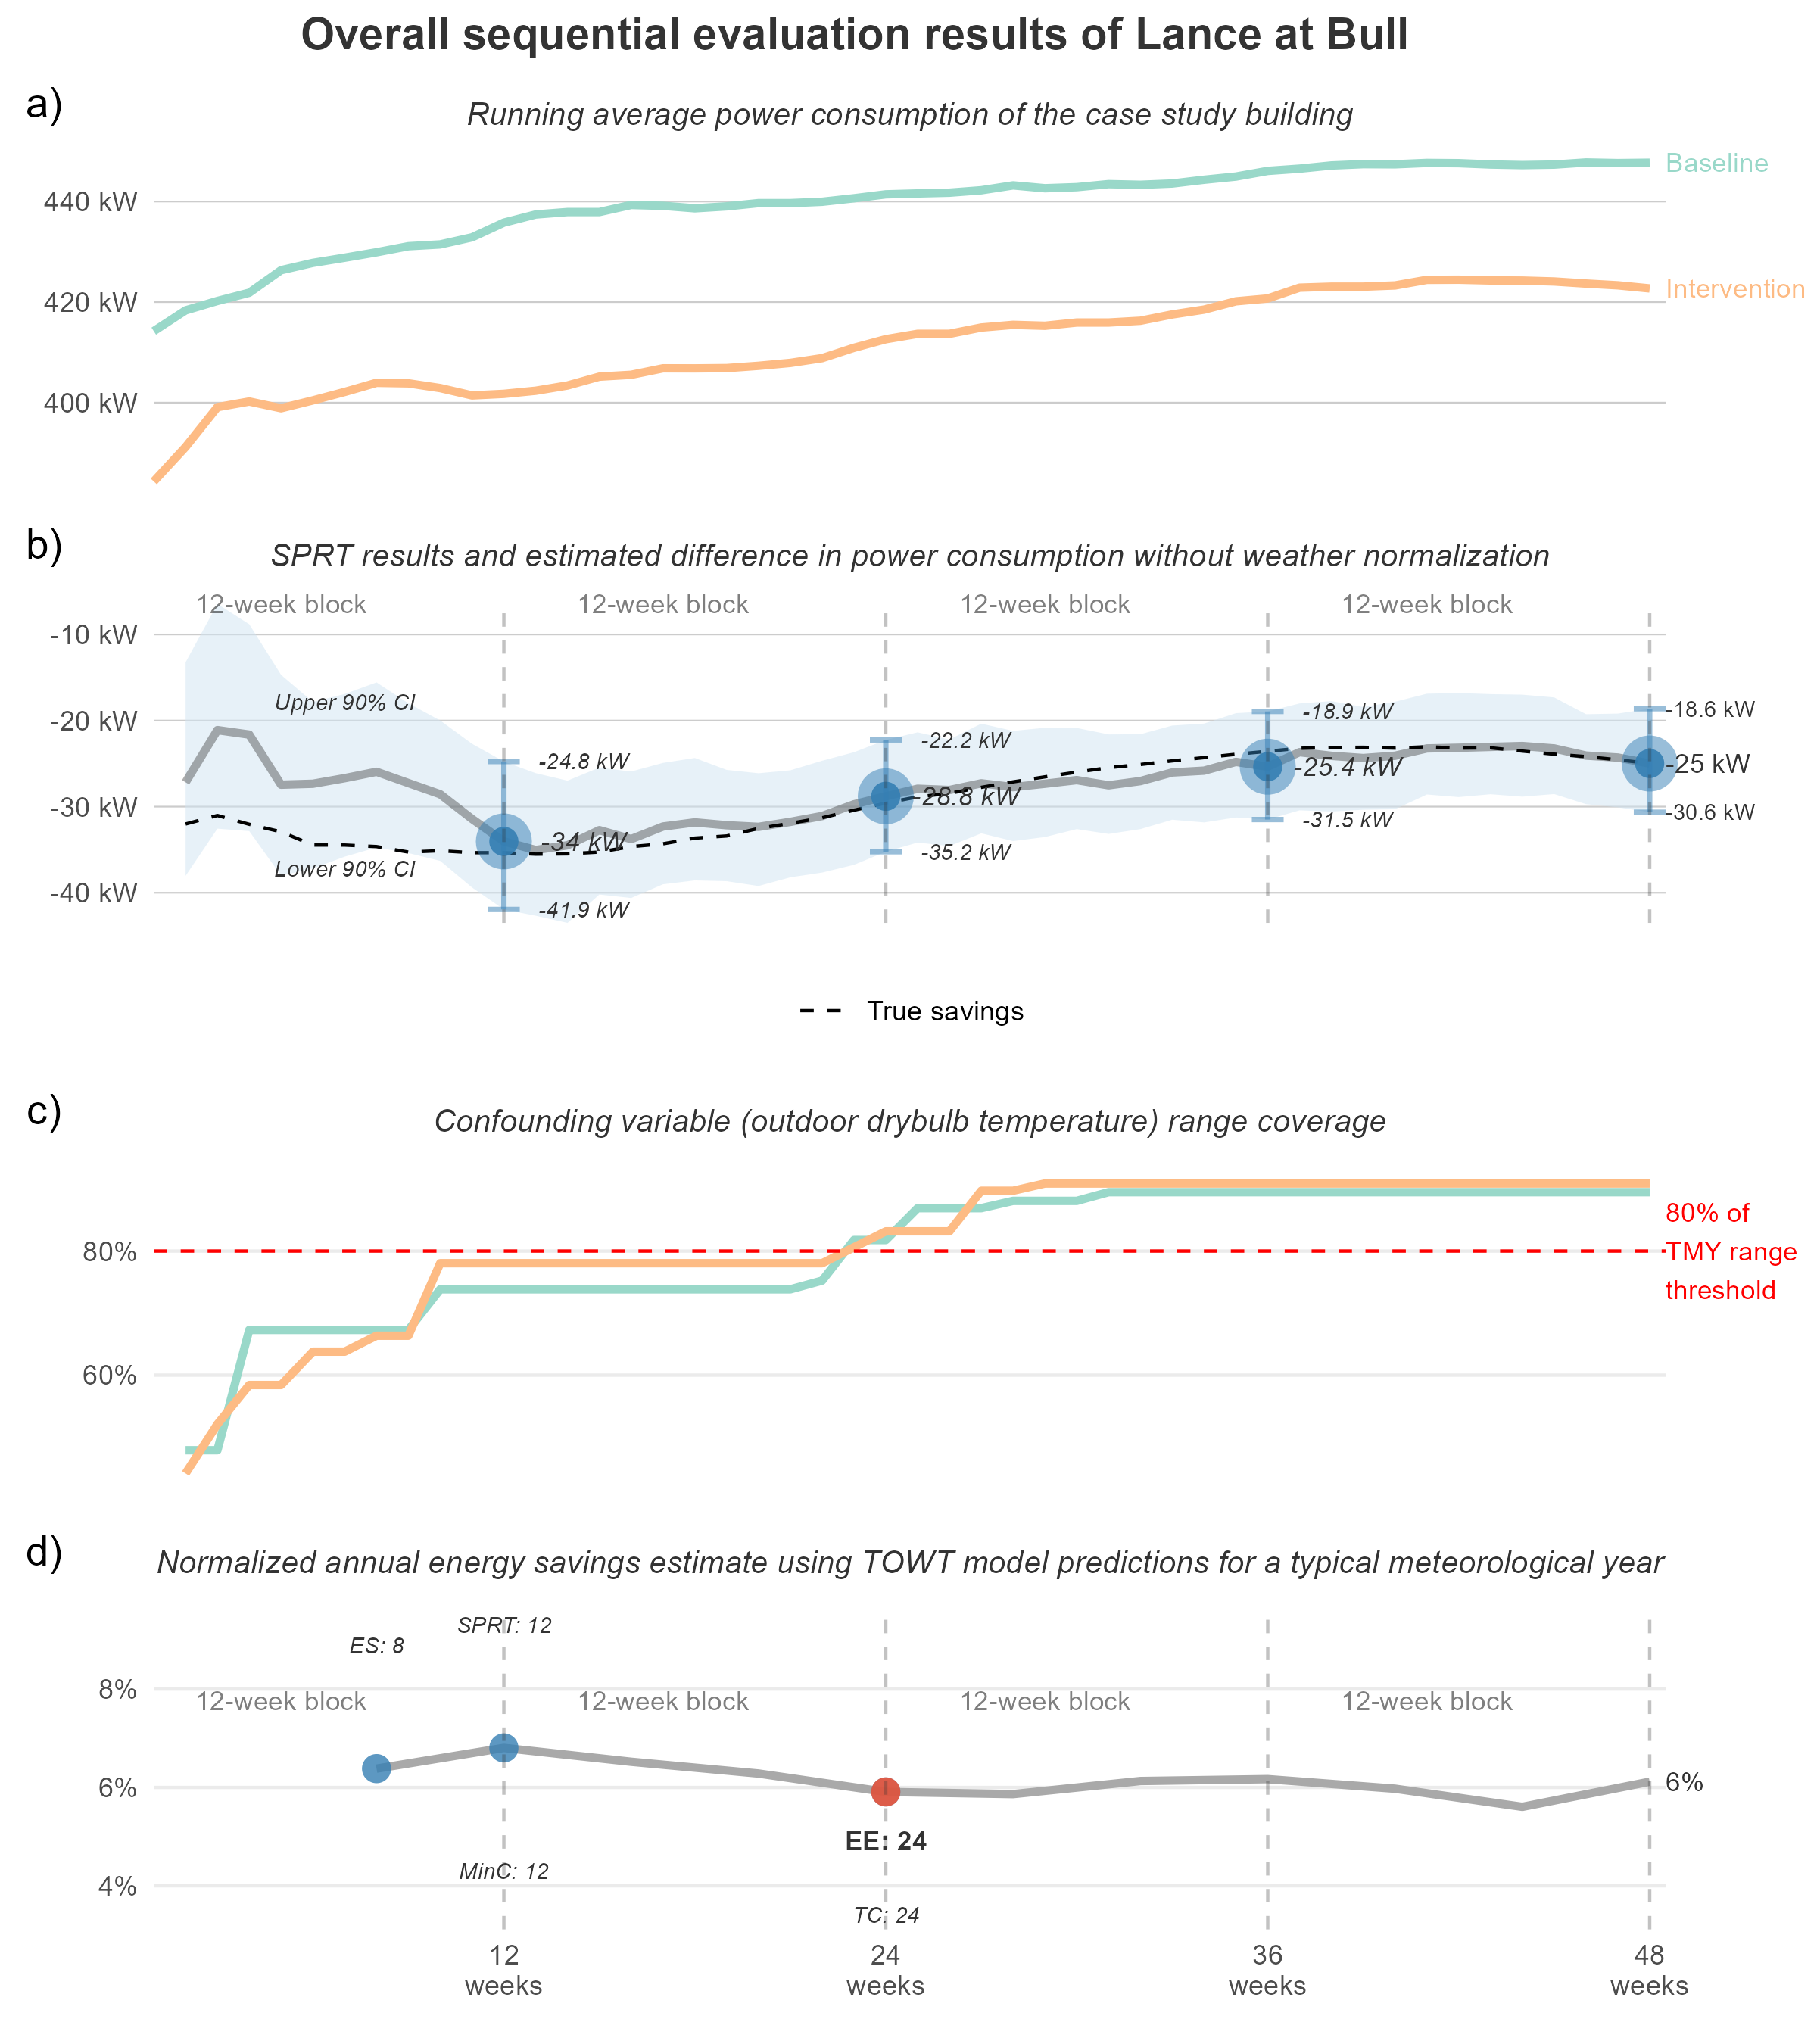 Overall sequential evaluation results of Lance at Bull
a)
Running average power consumption of the case study building
Baseline
440 kW
Intervention
420 kW
400 kW
b)
SPRT results and estimated difference in power consumption without weather normalization
12-week block 12-week block 12-week block 12-week block
-10 kW
Upper 90% CI
-20 kW
-24.8 kW
-22.2 kW
-18.9 kW
-18.6 kW
-34 kW
-28.8 kW
-25.4 kW
-25 kW
-30 kW
Lower 90% CI
-41.9 kW
-35.2 kW
-31.5 kW
-30.6 kW
-40 kW
True savings
c)
Confounding variable (outdoor drybulb temperature) range coverage
80% of
TMY range
threshold
80%
60%
d)
Normalized annual energy savings estimate using TOWT model predictions for a typical meteorological year
SPRT: 12
ES: 8
8%
12-week block 12-week block 12-week block 12-week block
6%
6%
EE: 24
MinC: 12
4%
TC: 24
12
weeks
24
weeks
36
weeks
48
weeks